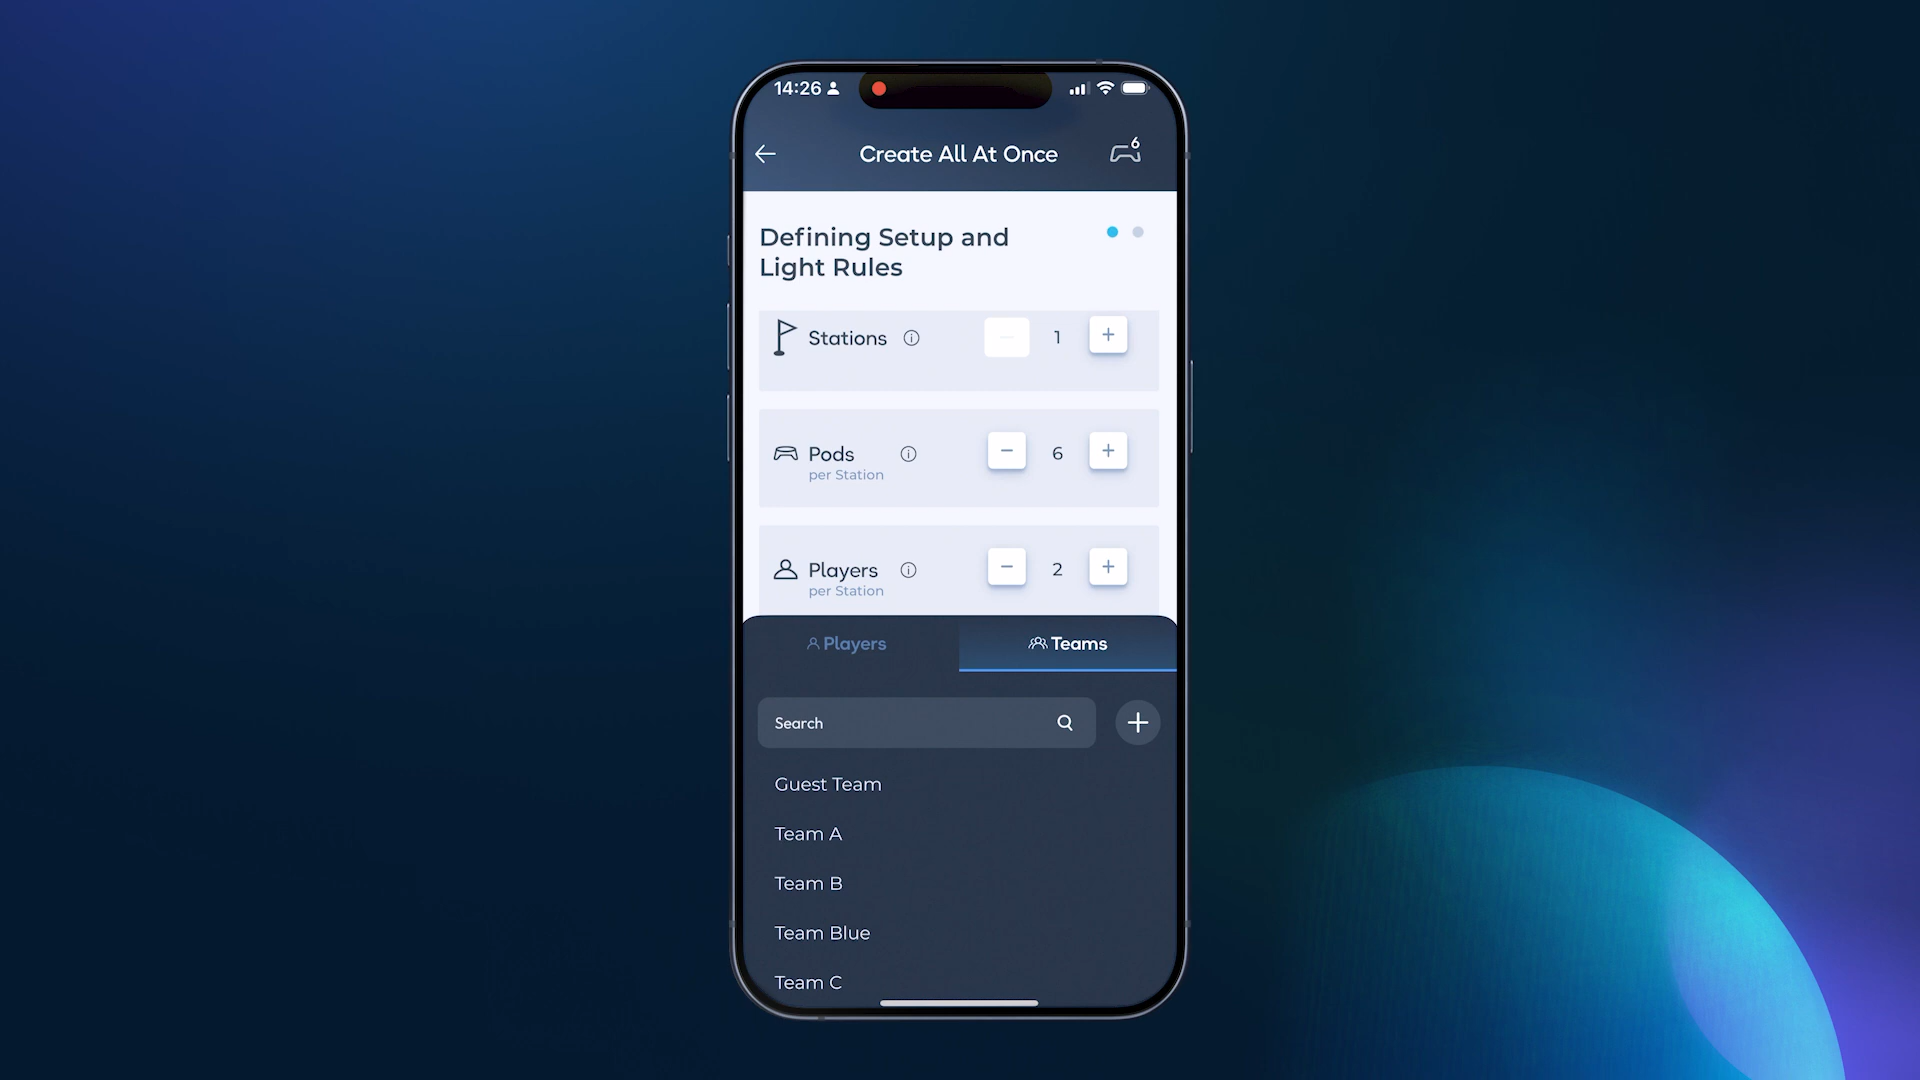 14:26
Create All At Once
6
Defining Setup and
Light Rules
Stations
1
Pods
per Station
6
Players
per Station
2
Players
Teams
Search
Guest Team
Team A
Team B
Team Blue
Team C